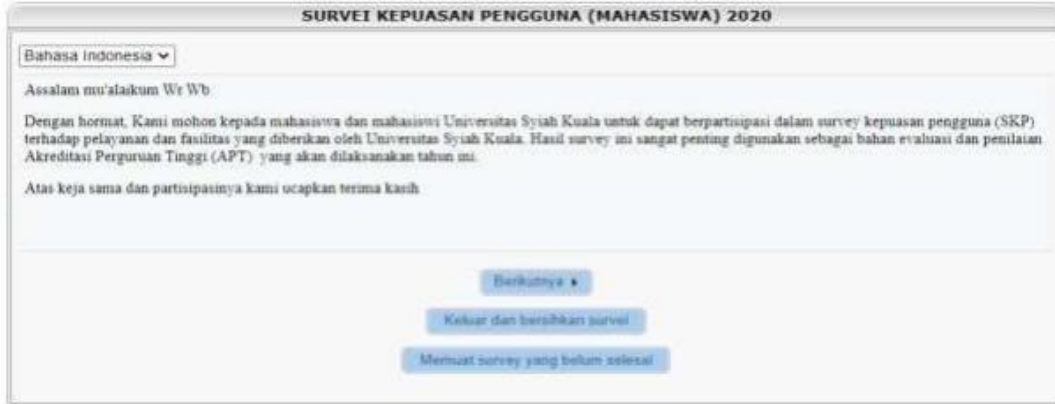 SURVEI KEPUASAN PENGGUNA (MAHASISWA) 2020
Bahasa Indonesia
Assalam mu'alaikum Wr Wb
Dengan hormat, Kami mohon kepada mahasiswa dan mahasiswi Universitas Syiah Kuala untuk dapat berpartisipasi dalam survey kepuasan pengguna (SKP)
terhadap pelayanan dan fasilitas yang diberikan oleh Universitas Syiah Kuala. Hasil survey ini sangat penting digunakan sebagai bahan evaluasi dan penilaian
Akreditasi Perguruan Tinggi (APT) yang akan dilaksanakan tahun ini.
Atas keja sama dan partisipasinya kami ucapkan terima kasih
Berikutnya
Keluar dan bersihkan survei
Memuat survey yang belum selesai